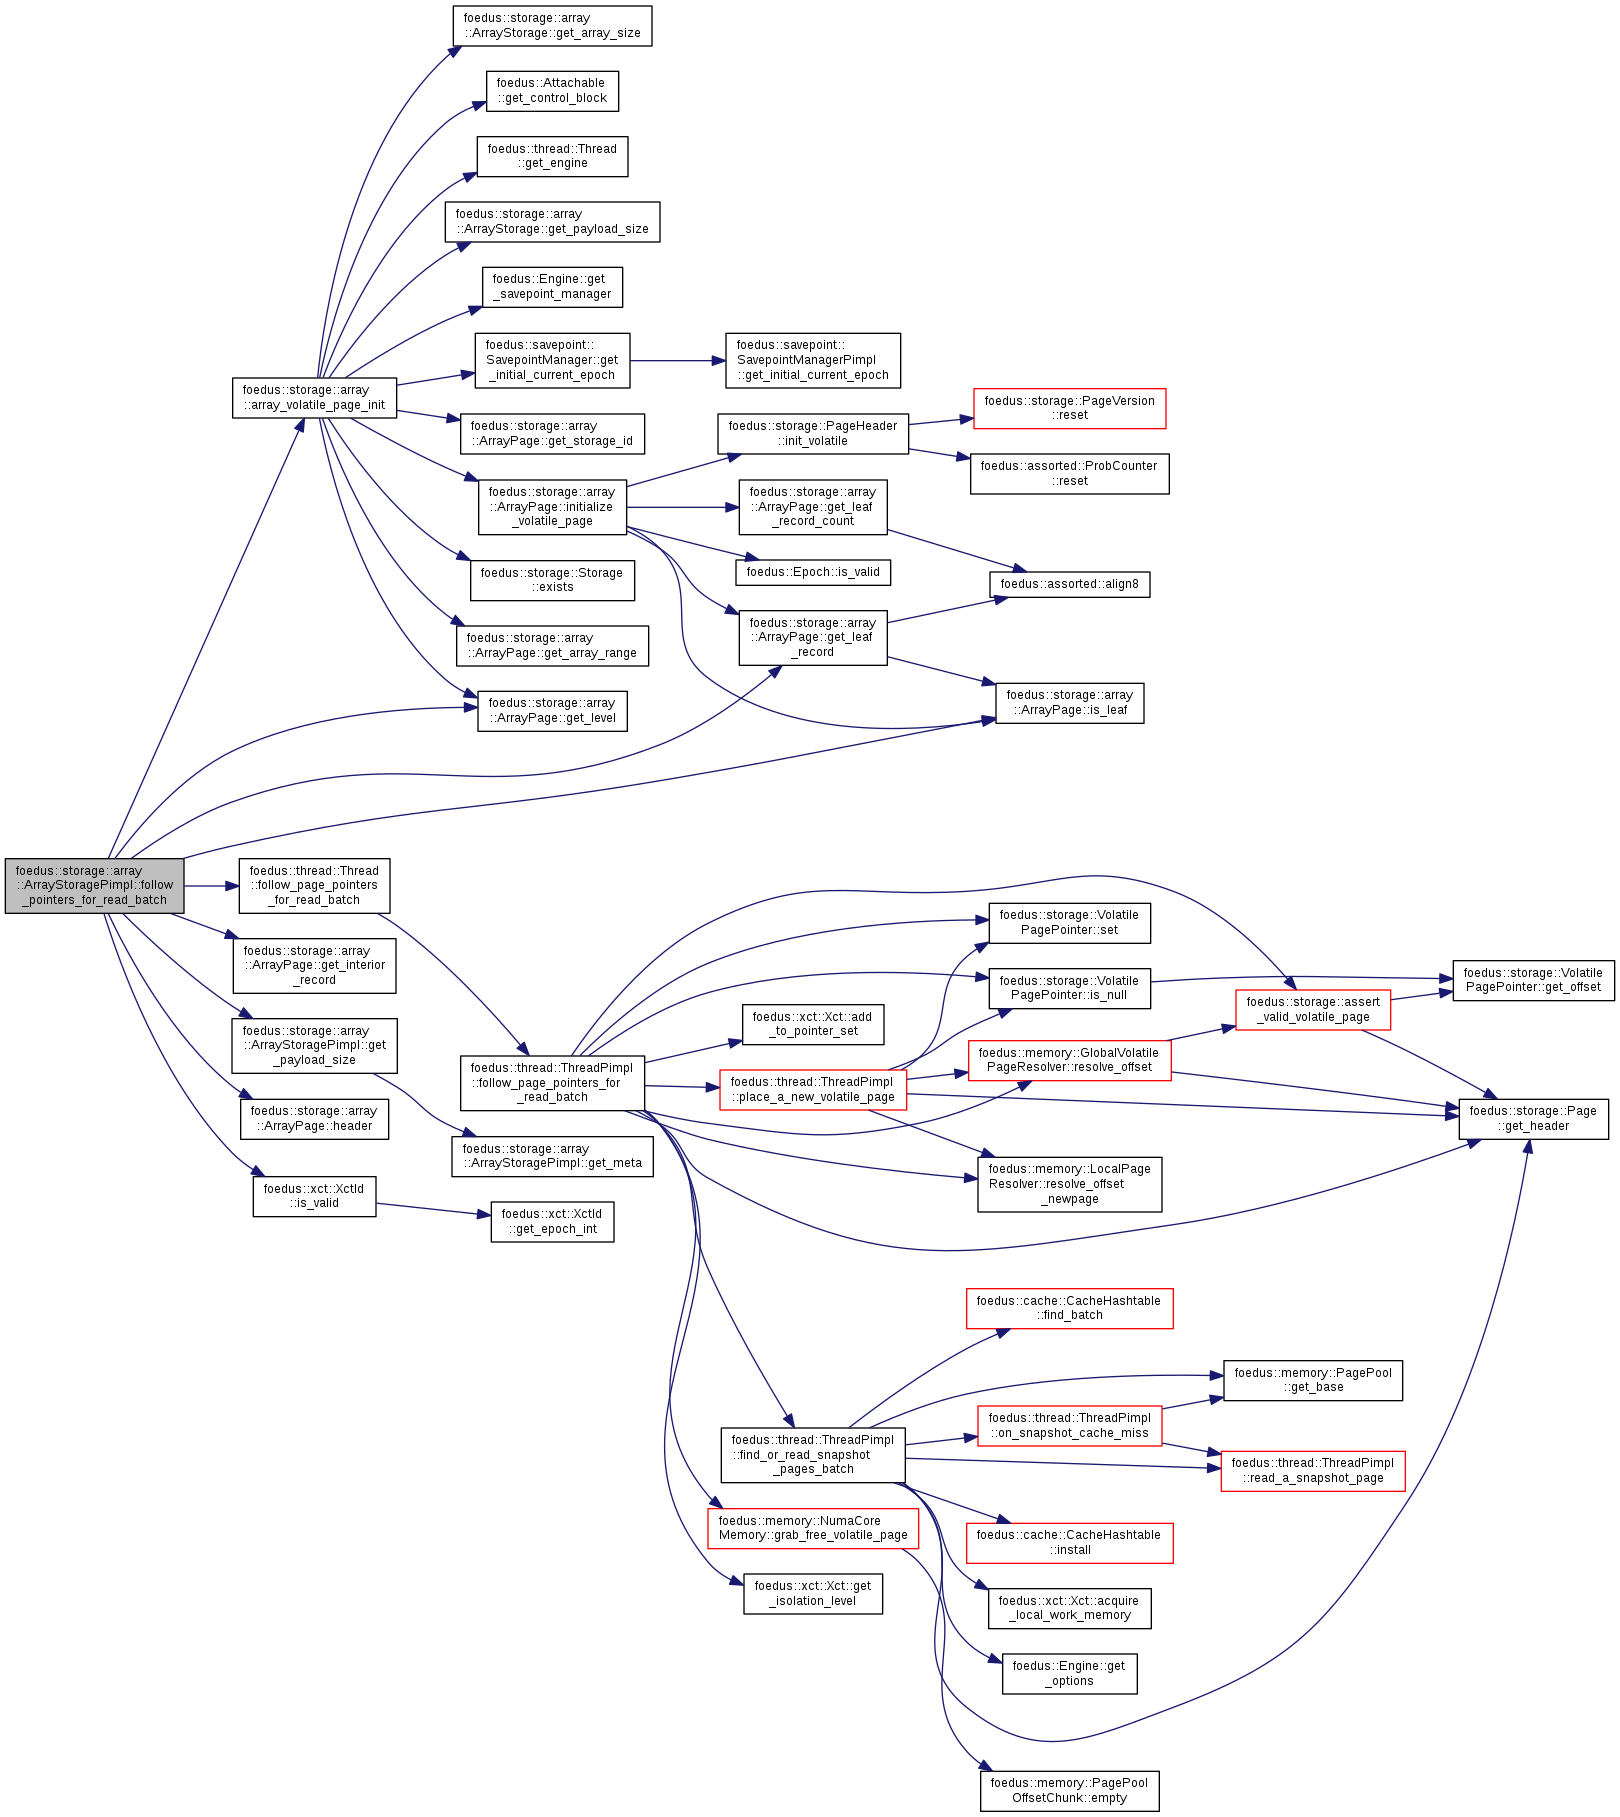 foedus::storage::array
::ArrayStorage::get_array_size
foedus::Attachable
::get_control_block
foedus::thread::Thread
::get_engine
foedus::storage::array
::ArrayStorage::get_payload_size
foedus::Engine::get
_savepoint_manager
foedus::savepoint::
SavepointManager::get
_initial_current_epoch
foedus::savepoint::
SavepointManagerPimpl
::get_initial_current_epoch
foedus::storage::array
::array_volatile_page_init
foedus::storage::PageVersion
::reset
foedus::storage::array
::ArrayPage::get_storage_id
foedus::storage::PageHeader
::init_volatile
foedus::assorted::ProbCounter
::reset
foedus::storage::array
::ArrayPage::initialize
_volatile_page
foedus::storage::array
::ArrayPage::get_leaf
_record_count
foedus::storage::Storage
::exists
foedus::Epoch::is_valid
foedus::assorted::align8
foedus::storage::array
::ArrayPage::get_array_range
foedus::storage::array
::ArrayPage::get_leaf
_record
foedus::storage::array
::ArrayPage::get_level
foedus::storage::array
::ArrayPage::is_leaf
foedus::storage::array
::ArrayStoragePimpl::follow
_pointers_for_read_batch
foedus::thread::Thread
::follow_page_pointers
_for_read_batch
foedus::storage::array
::ArrayPage::get_interior
_record
foedus::storage::Volatile
PagePointer::set
foedus::storage::Volatile
PagePointer::is_null
foedus::storage::Volatile
PagePointer::get_offset
foedus::storage::assert
_valid_volatile_page
foedus::xct::Xct::add
_to_pointer_set
foedus::storage::array
::ArrayStoragePimpl::get
_payload_size
foedus::thread::ThreadPimpl
::follow_page_pointers_for
_read_batch
foedus::thread::ThreadPimpl
::place_a_new_volatile_page
foedus::memory::GlobalVolatile
PageResolver::resolve_offset
foedus::storage::array
::ArrayPage::header
foedus::storage::Page
::get_header
foedus::storage::array
::ArrayStoragePimpl::get_meta
foedus::memory::LocalPage
Resolver::resolve_offset
_newpage
foedus::xct::XctId
::is_valid
foedus::xct::XctId
::get_epoch_int
foedus::cache::CacheHashtable
::find_batch
foedus::memory::PagePool
::get_base
foedus::thread::ThreadPimpl
::on_snapshot_cache_miss
foedus::thread::ThreadPimpl
::find_or_read_snapshot
_pages_batch
foedus::thread::ThreadPimpl
::read_a_snapshot_page
foedus::memory::NumaCore
Memory::grab_free_volatile_page
foedus::cache::CacheHashtable
::install
foedus::xct::Xct::get
_isolation_level
foedus::xct::Xct::acquire
_local_work_memory
foedus::Engine::get
_options
foedus::memory::PagePool
OffsetChunk::empty